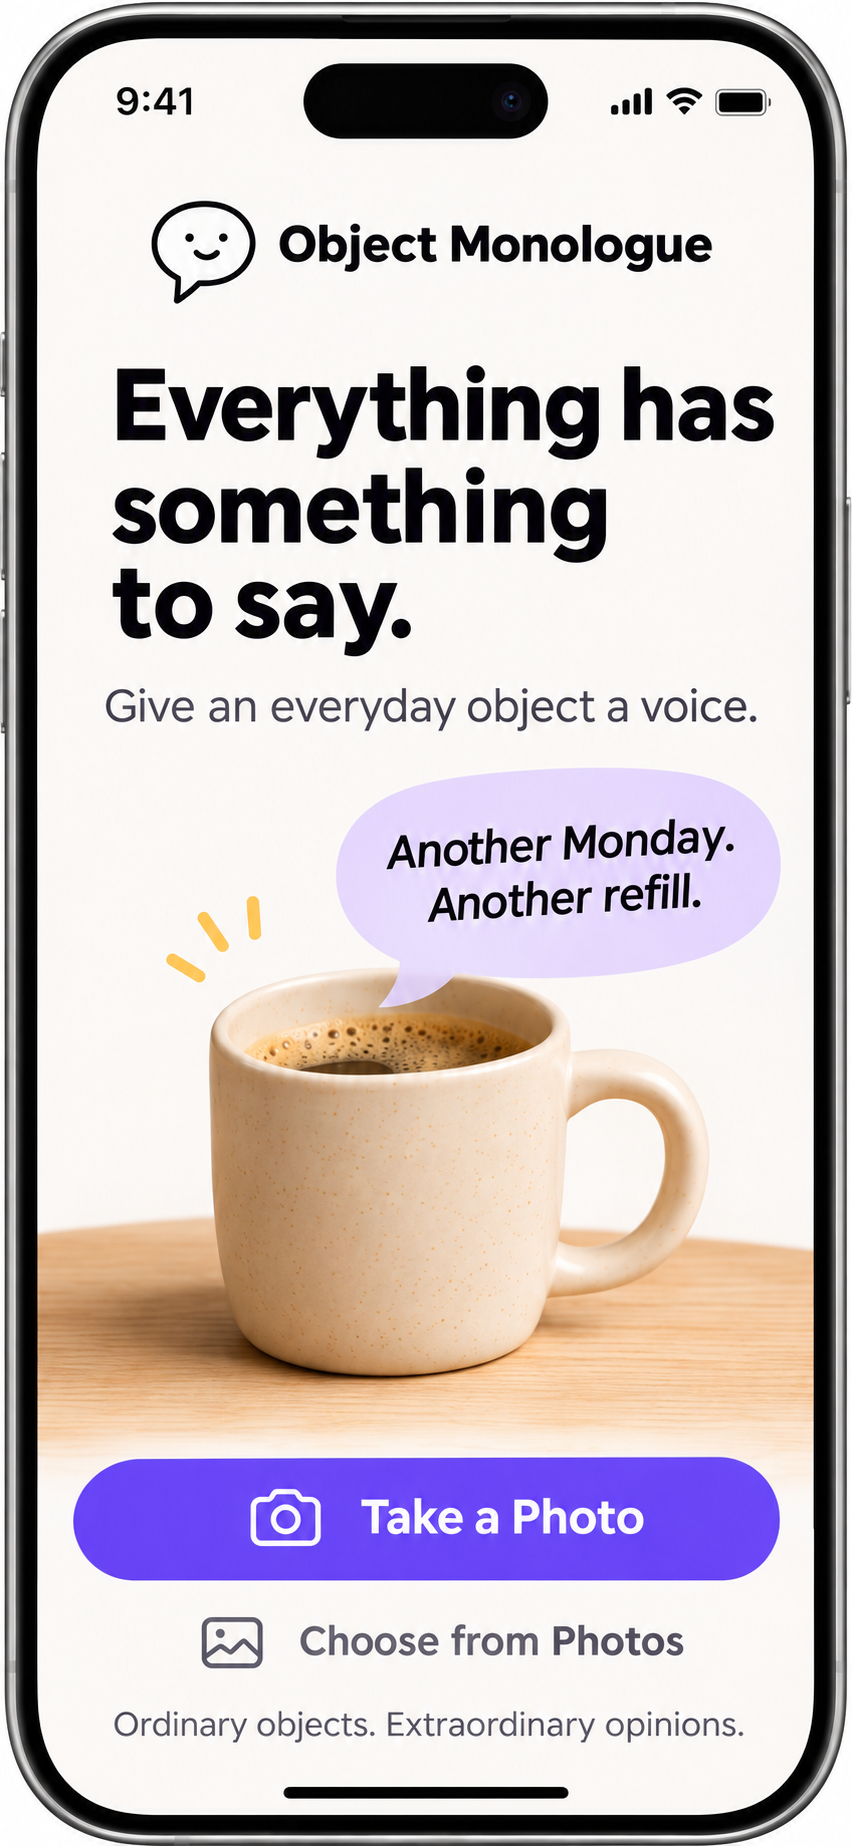 9:41
Object Monologue
Everything has
something
to say.
Give an everyday object a voice.
Another Monday.
Another refill.
Take a Photo
Choose from Photos
Ordinary objects. Extraordinary opinions.